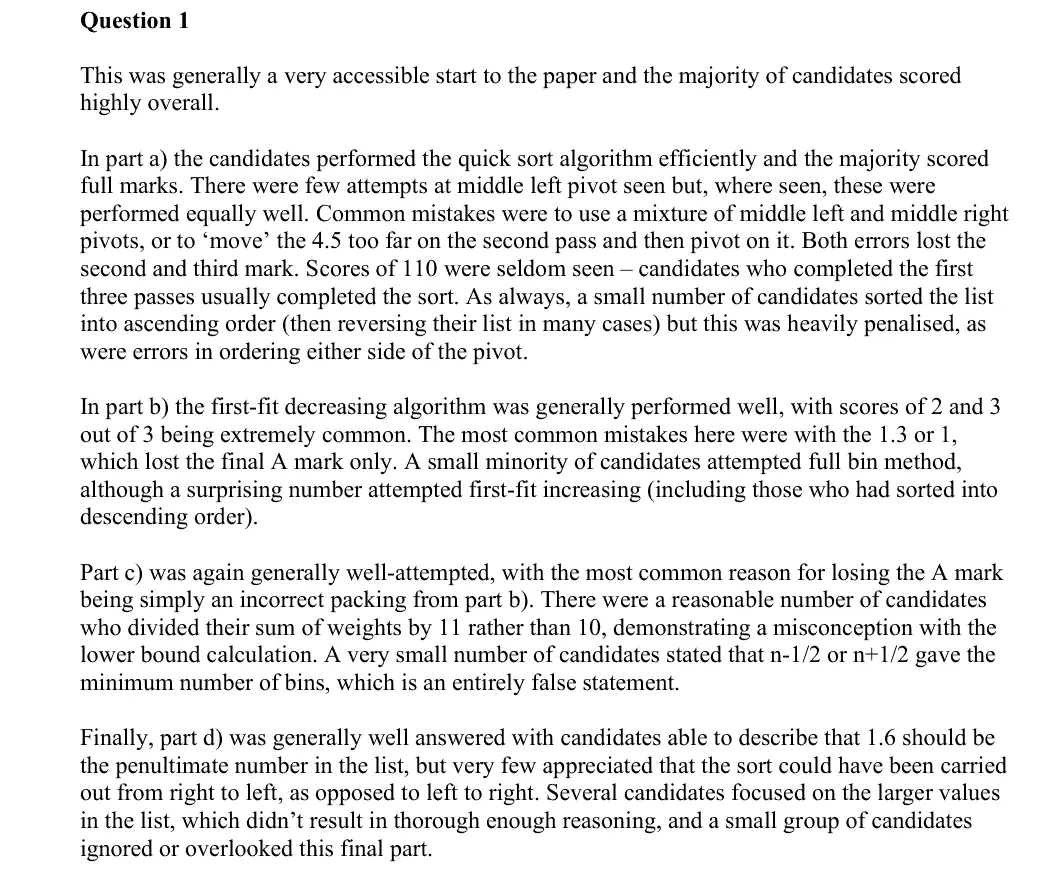 Question 1
This was generally a very accessible start to the paper and the majority of candidates scored
highly overall.
In part a) the candidates performed the quick sort algorithm efficiently and the majority scored
full marks. There were few attempts at middle left pivot seen but, where seen, these were
performed equally well. Common mistakes were to use a mixture of middle left and middle right
pivots, or to ‘move’ the 4.5 too far on the second pass and then pivot on it. Both errors lost the
second and third mark. Scores of 110 were seldom seen – candidates who completed the first
three passes usually completed the sort. As always, a small number of candidates sorted the list
into ascending order (then reversing their list in many cases) but this was heavily penalised, as
were errors in ordering either side of the pivot.
In part b) the first-fit decreasing algorithm was generally performed well, with scores of 2 and 3
out of 3 being extremely common. The most common mistakes here were with the 1.3 or 1,
which lost the final A mark only. A small minority of candidates attempted full bin method,
although a surprising number attempted first-fit increasing (including those who had sorted into
descending order).
Part c) was again generally well-attempted, with the most common reason for losing the A mark
being simply an incorrect packing from part b). There were a reasonable number of candidates
who divided their sum of weights by 11 rather than 10, demonstrating a misconception with the
lower bound calculation. A very small number of candidates stated that n-1/2 or n+1/2 gave the
minimum number of bins, which is an entirely false statement.
Finally, part d) was generally well answered with candidates able to describe that 1.6 should be
the penultimate number in the list, but very few appreciated that the sort could have been carried
out from right to left, as opposed to left to right. Several candidates focused on the larger values
in the list, which didn’t result in thorough enough reasoning, and a small group of candidates
ignored or overlooked this final part.